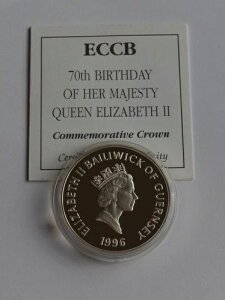 ECCB
70th BIRTHDAY
OF HER MAJESTY
QUEEN ELIZABETH II
Commemorative Crown
ELIZABETH II BAILIWICK OF GUERNSEY
1996